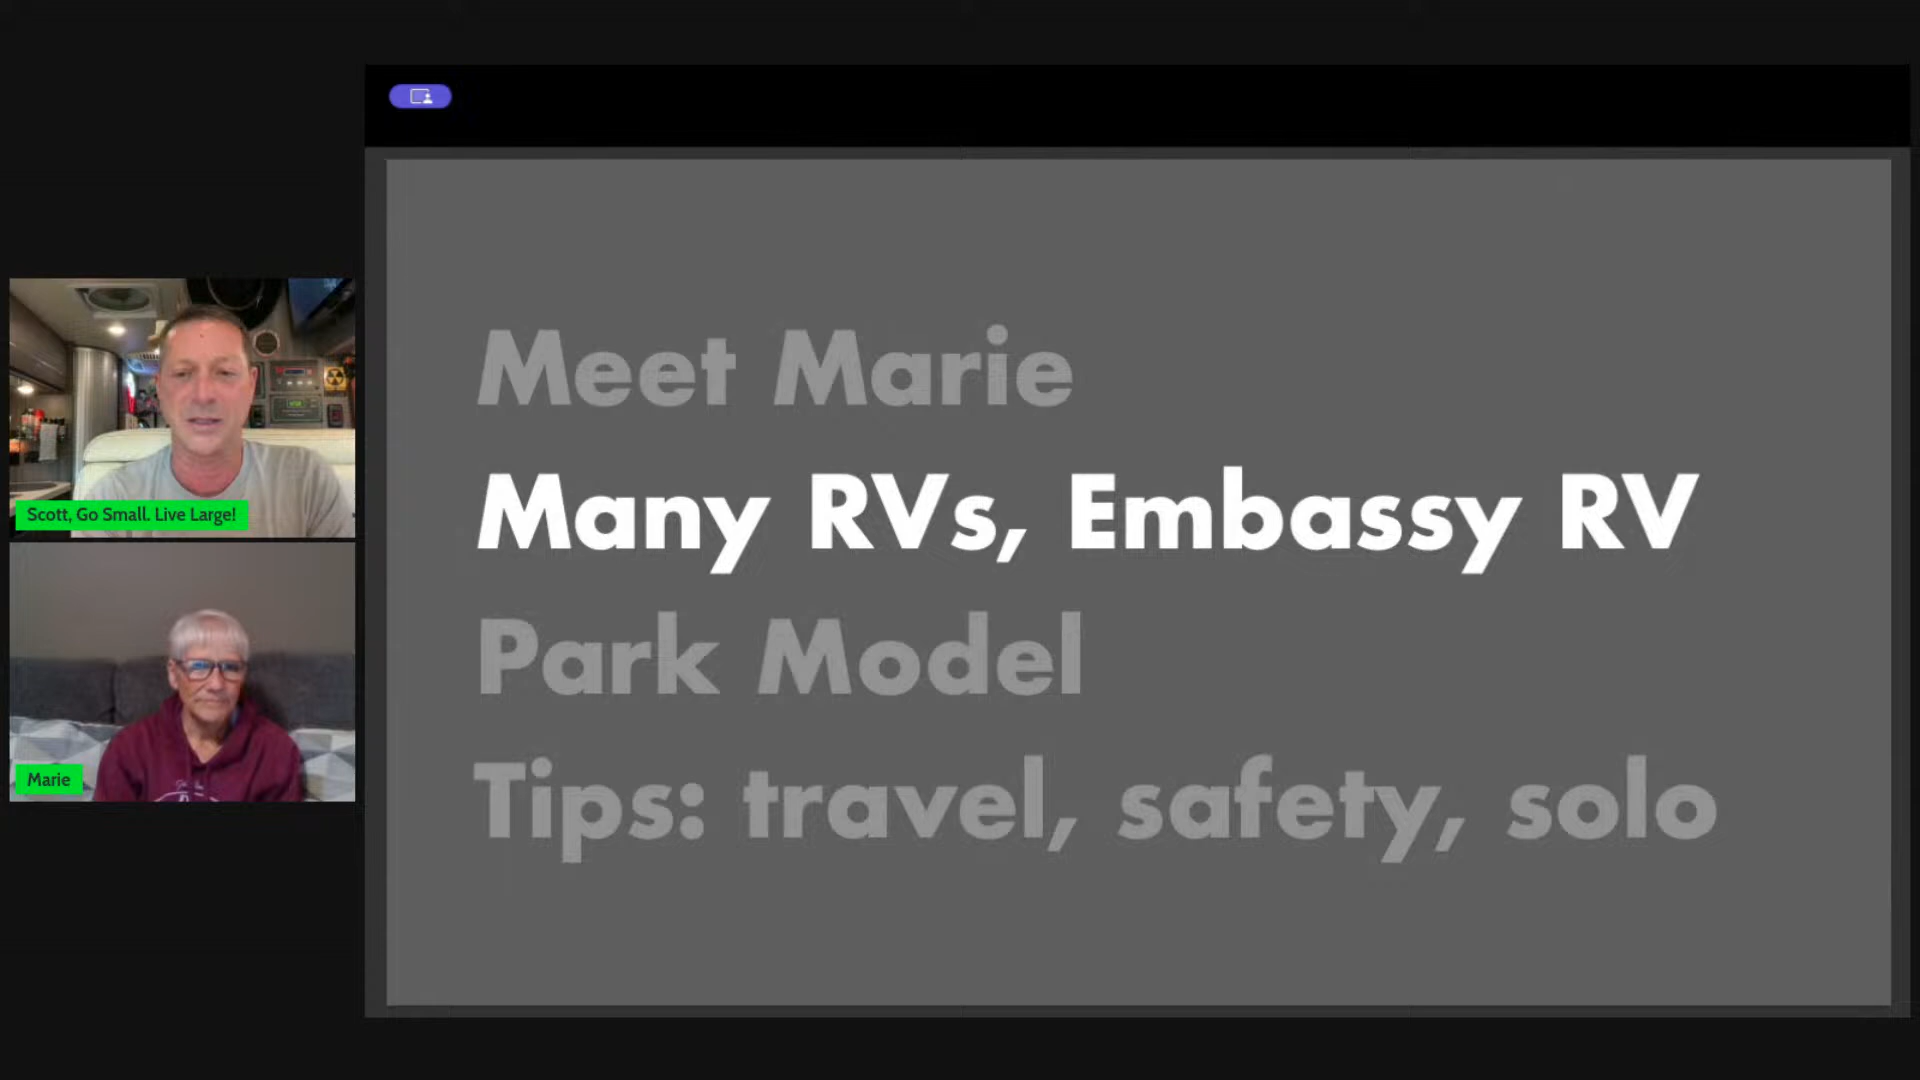 Scott, Go Small. Live Large!
Marie
Meet Marie
Many RVs, Embassy RV
Park Model
Tips: travel, safety, solo